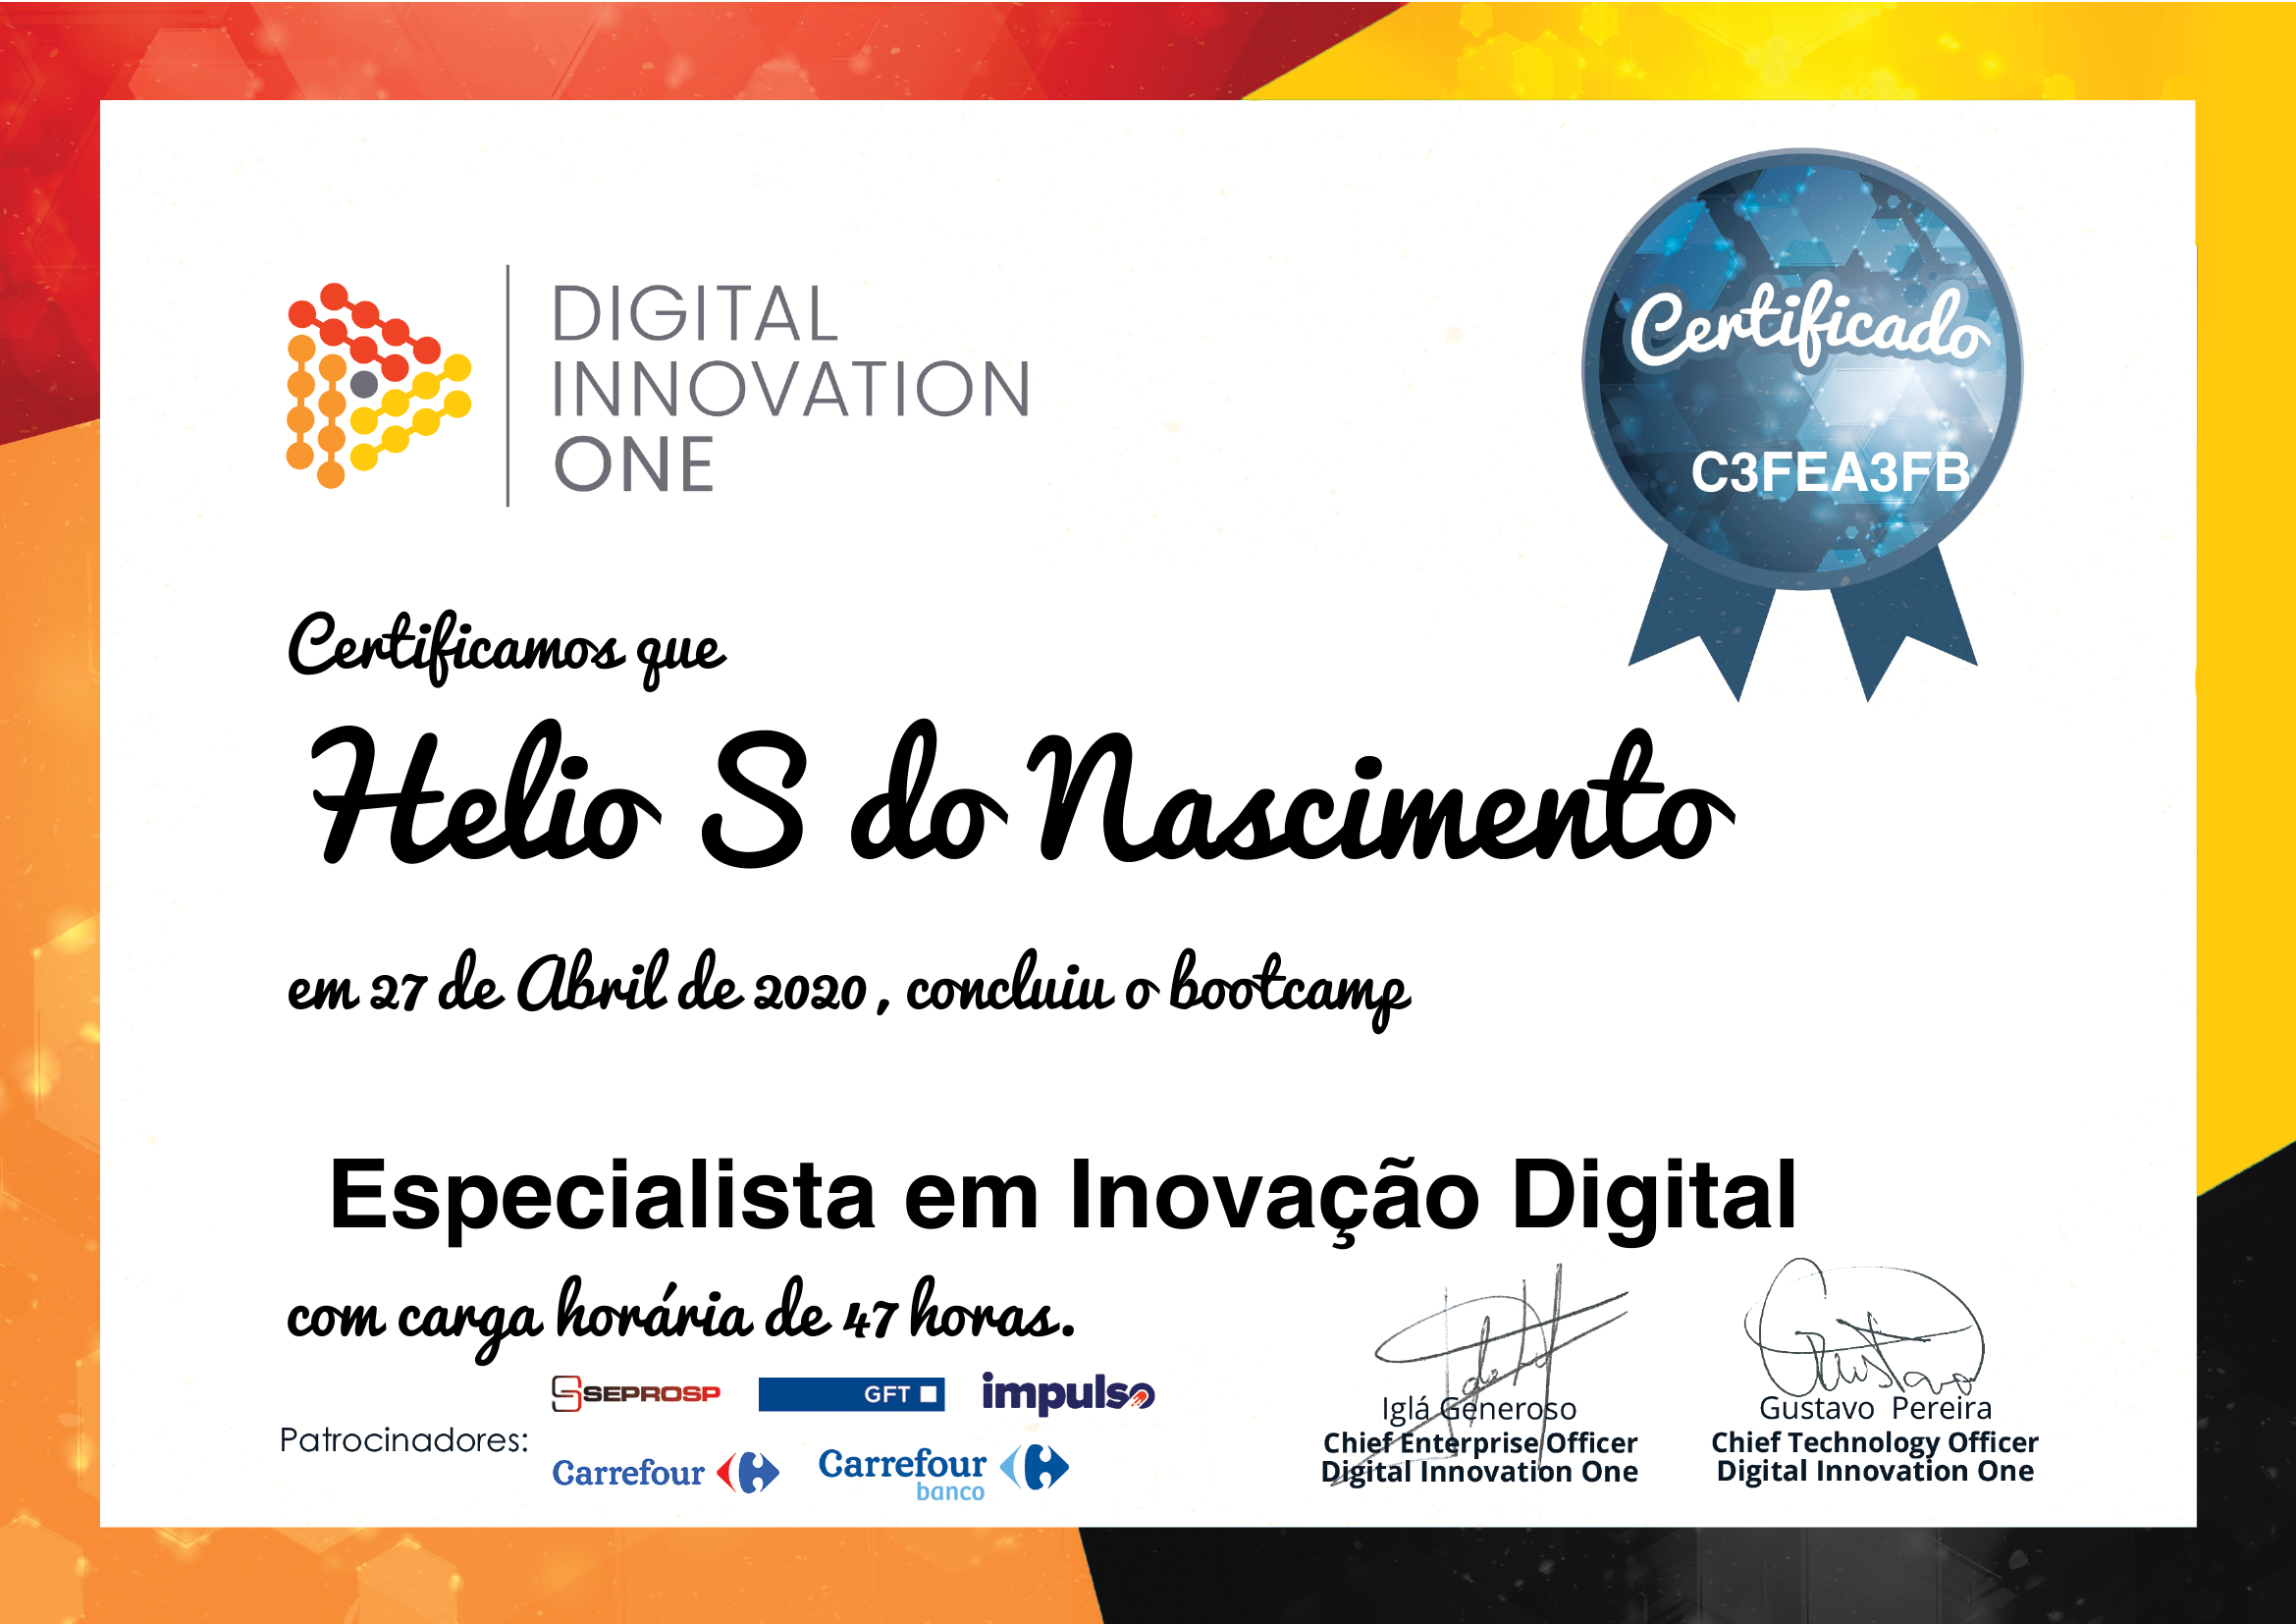 DIGITAL
INNOVATION
ONE
Certificado
C3FEA3FB
Certificamos que
Helio S do Nascimento
em 27 de Abril de 2020 , concluiu o bootcamp
Especialista em Inovação Digital
com carga horária de 47 horas.
Patrocinadores:
SEPROSP
GFT
impulso
Carrefour
Carrefour
banco
Iglá Generoso
Chief Enterprise Officer
Digital Innovation One
Gustavo
Gustavo Pereira
Chief Technology Officer
Digital Innovation One